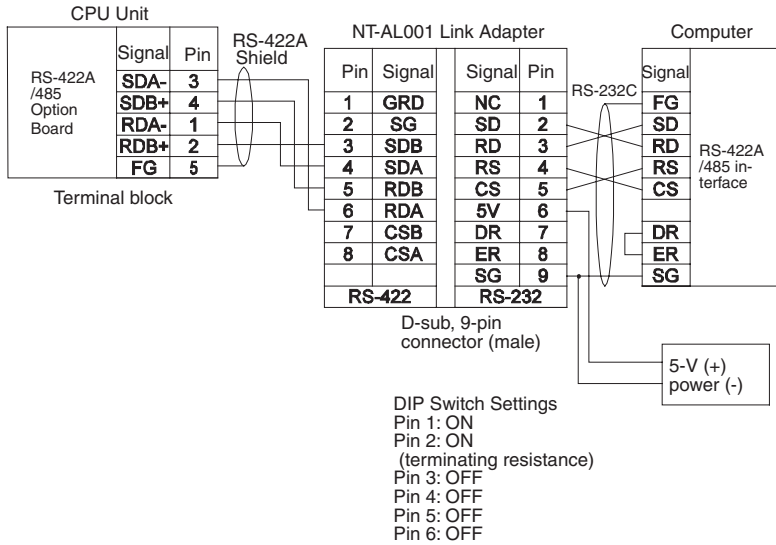 CPU Unit
RS-422A
/485
Option
Board
Signal Pin
SDA- 3
SDB+ 4
RDA- 1
RDB+ 2
FG 5
Terminal block
RS-422A
Shield
NT-AL001 Link Adapter
Pin Signal
1 GRD
2 SG
3 SDB
4 SDA
5 RDB
6 RDA
7 CSB
8 CSA
RS-422
Signal Pin
NC 1
SD 2
RD 3
RS 4
CS 5
5V 6
DR 7
ER 8
SG 9
RS-232
D-sub, 9-pin
connector (male)
RS-232C
Computer
Signal
FG
SD
RD
RS
CS
DR
ER
SG
RS-422A
/485 in-
terface
5-V (+)
power (-)
DIP Switch Settings
Pin 1: ON
Pin 2: ON
(terminating resistance)
Pin 3: OFF
Pin 4: OFF
Pin 5: OFF
Pin 6: OFF